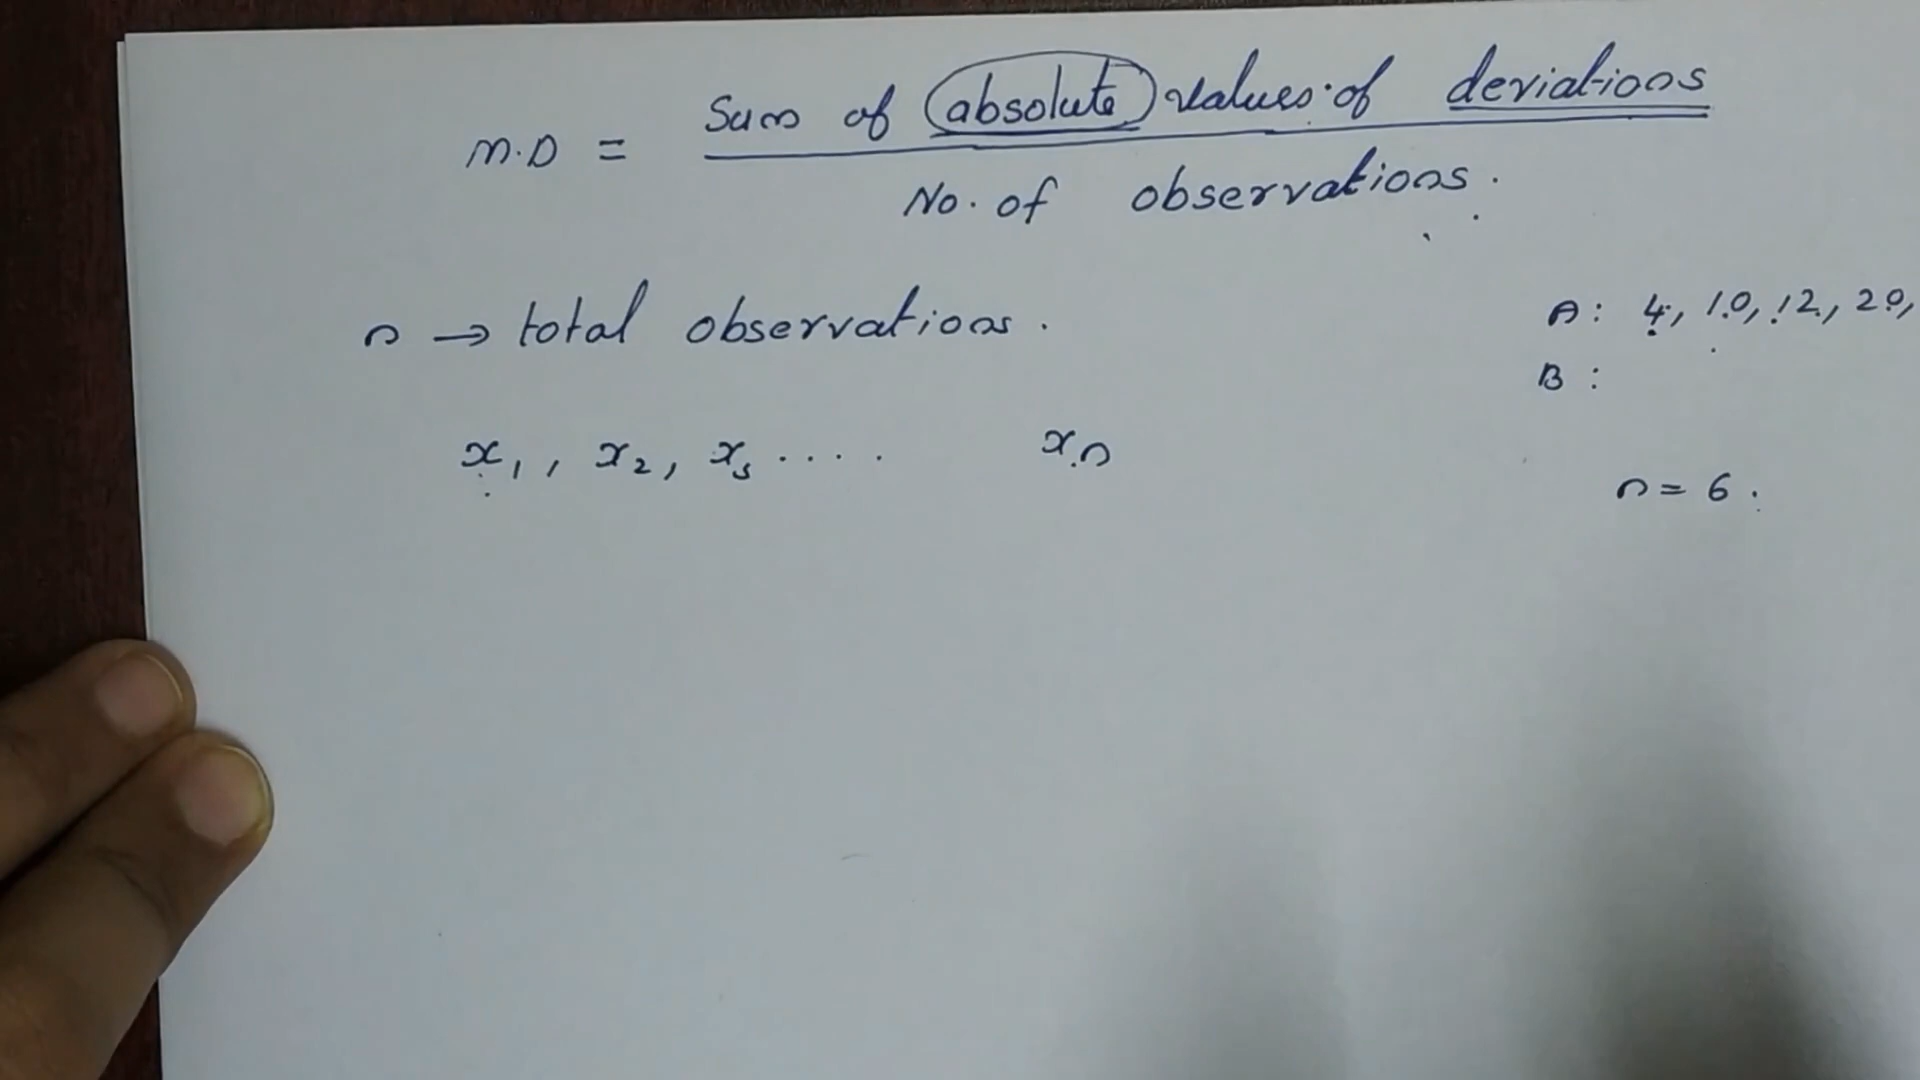 M.D = Sum of absolute values of deviations
No. of observations.
n → total observations.
A: 4, 10, 12, 20,
B :
x1, x2, x3 .... xn
n = 6.